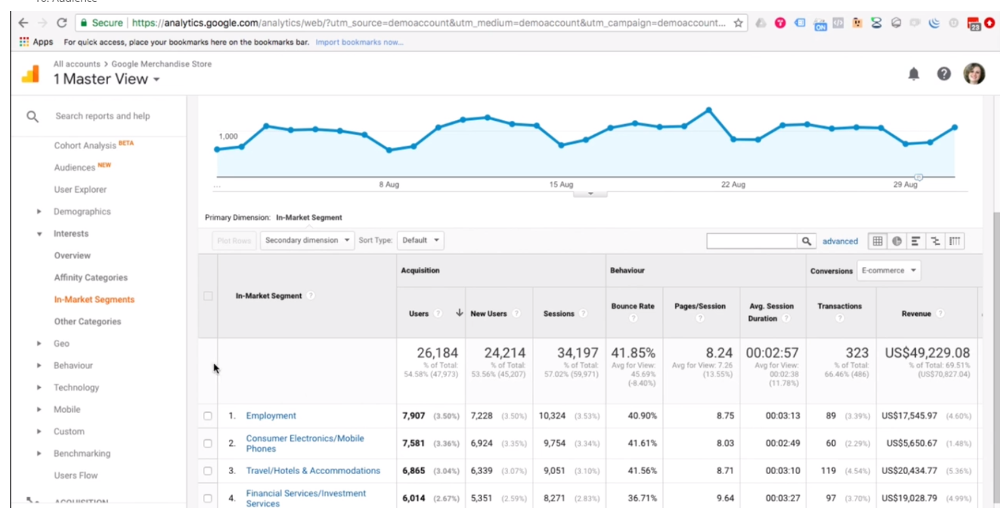 10. Audience
Secure | https://analytics.google.com/analytics/web/?utm_source=demoaccount&utm_medium=demoaccount&utm_campaign=demoaccount...
ON
23
Apps For quick access, place your bookmarks here on the bookmarks bar. Import bookmarks now...
All accounts > Google Merchandise Store
1 Master View
Search reports and help
Cohort Analysis BETA
Audiences NEW
User Explorer
Demographics
Interests
Overview
Affinity Categories
In-Market Segments
Other Categories
Geo
Behaviour
Technology
Mobile
Custom
Benchmarking
Users Flow
ACQUISITION
1,000
... 8 Aug 15 Aug 22 Aug 29 Aug
Primary Dimension: In-Market Segment
Plot Rows Secondary dimension Sort Type: Default advanced
Acquisition Behaviour Conversions E-commerce
In-Market Segment ? Users ? New Users ? Sessions ? Bounce Rate ? Pages/Session ? Avg. Session Duration ? Transactions ? Revenue ?
26,184 24,214 34,197 41.85% 8.24 00:02:57 323 US$49,229.08
% of Total: % of Total: % of Total: Avg for View: Avg for View: 7.26 Avg for View: % of Total: % of Total: 69.51%
54.58% (47,973) 53.56% (45,207) 57.02% (59,971) 45.69% (13.55%) 00:02:38 66.46% (486) (US$70,827.04)
(-8.40%) (11.78%)
1. Employment 7,907 (3.50%) 7,228 (3.50%) 10,324 (3.53%) 40.90% 8.75 00:03:13 89 (3.39%) US$17,545.97 (4.60%)
2. Consumer Electronics/Mobile Phones 7,581 (3.36%) 6,924 (3.35%) 9,754 (3.34%) 41.61% 8.03 00:02:49 60 (2.29%) US$5,650.67 (1.48%)
3. Travel/Hotels & Accommodations 6,865 (3.04%) 6,339 (3.07%) 9,051 (3.10%) 41.56% 8.71 00:03:10 119 (4.54%) US$20,434.77 (5.36%)
4. Financial Services/Investment Services 6,014 (2.67%) 5,351 (2.59%) 8,271 (2.83%) 36.71% 9.64 00:03:27 97 (3.70%) US$19,028.79 (4.99%)